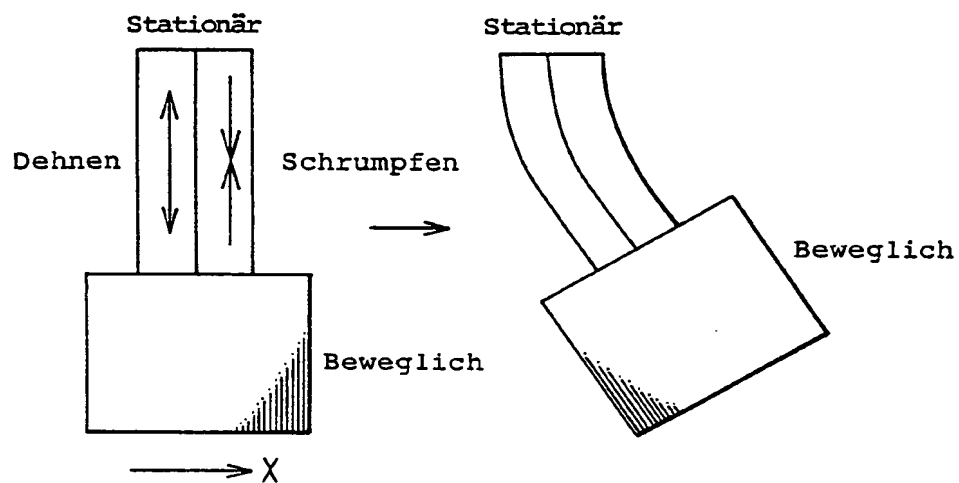 Stationär
Stationär
Dehnen
Schrumpfen
Beweglich
Beweglich
X